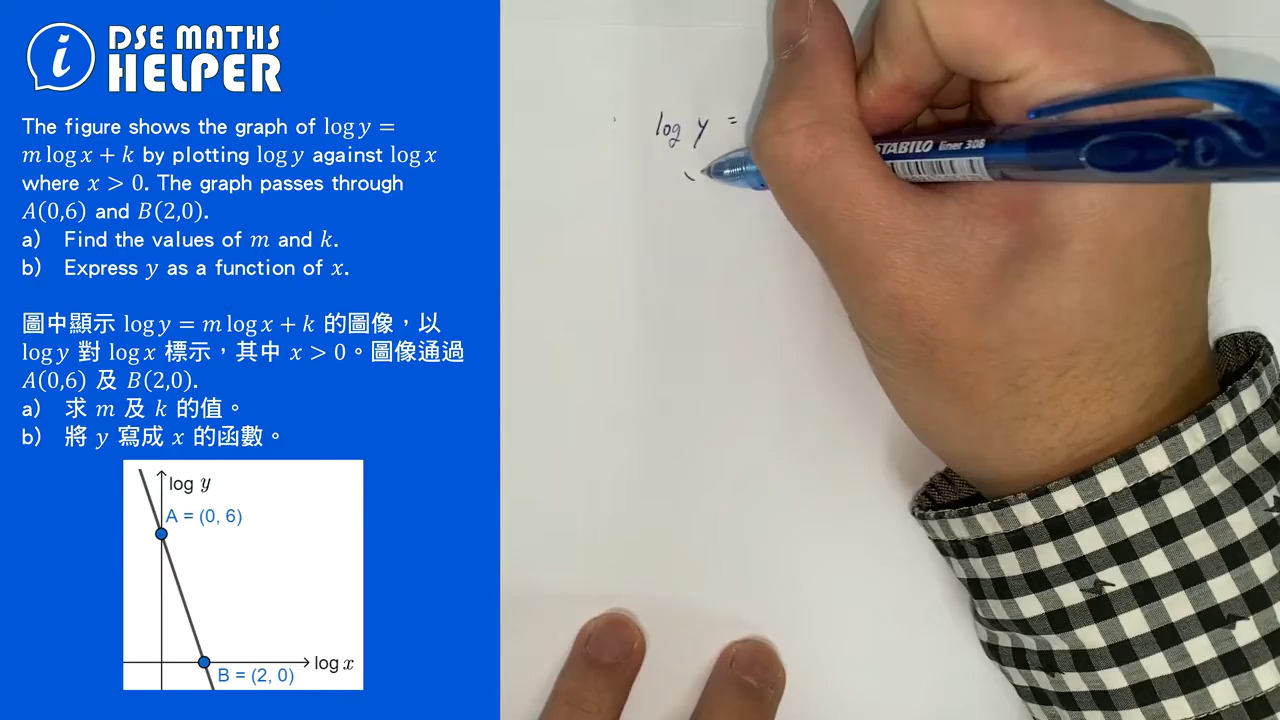 DSE MATHS
HELPER
The figure shows the graph of log y =
m log x + k by plotting log y against log x
where x > 0. The graph passes through
A(0,6) and B(2,0).
a) Find the values of m and k.
b) Express y as a function of x.
圖中顯示 log y = m log x + k 的圖像，以
log y 對 log x 標示，其中 x > 0。圖像通過
A(0,6) 及 B(2,0).
a) 求 m 及 k 的值。
b) 將 y 寫成 x 的函數。
log y
A = (0, 6)
log x
B = (2, 0)
log y =
STABILO liner 308